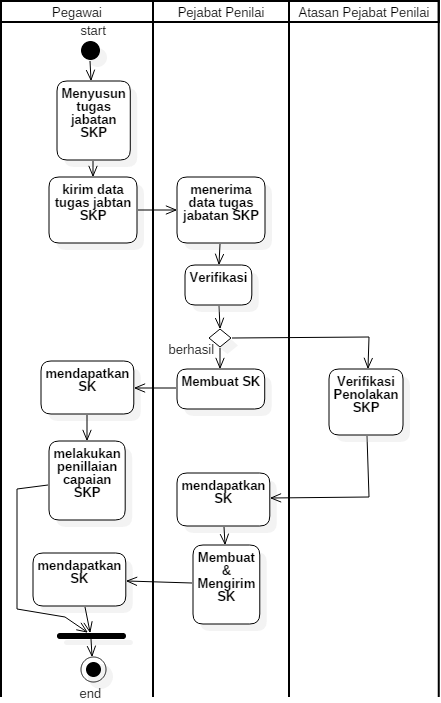 Pegawai
Pejabat Penilai
Atasan Pejabat Penilai
start
Menyusun
tugas
jabatan
SKP
kirim data
tugas jabtan
SKP
menerima
data tugas
jabatan SKP
Verifikasi
berhasil
mendapatkan
SK
Membuat SK
Verifikasi
Penolakan
SKP
melakukan
penillaian
capaian
SKP
mendapatkan
SK
mendapatkan
SK
Membuat
&
Mengirim
SK
end